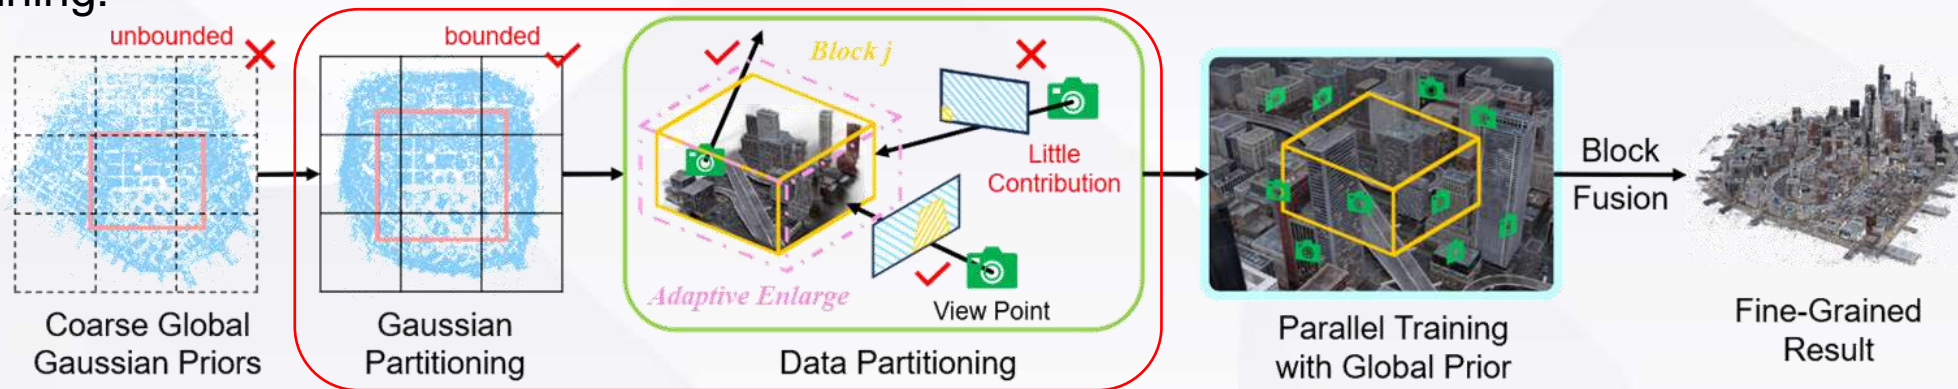 unbounded
bounded
Block j
Little
Contribution
Adaptive Enlarge
View Point
Block
Fusion
Coarse Global
Gaussian Priors
Gaussian
Partitioning
Data Partitioning
Parallel Training
with Global Prior
Fine-Grained
Result